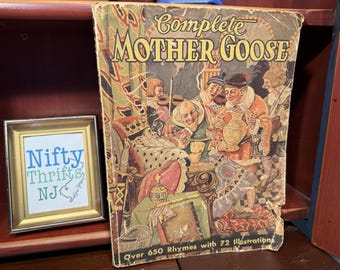 Complete
MOTHER GOOSE
Nifty
Thrifts
NJ
Over 650 Rhymes with 72 Illustrations